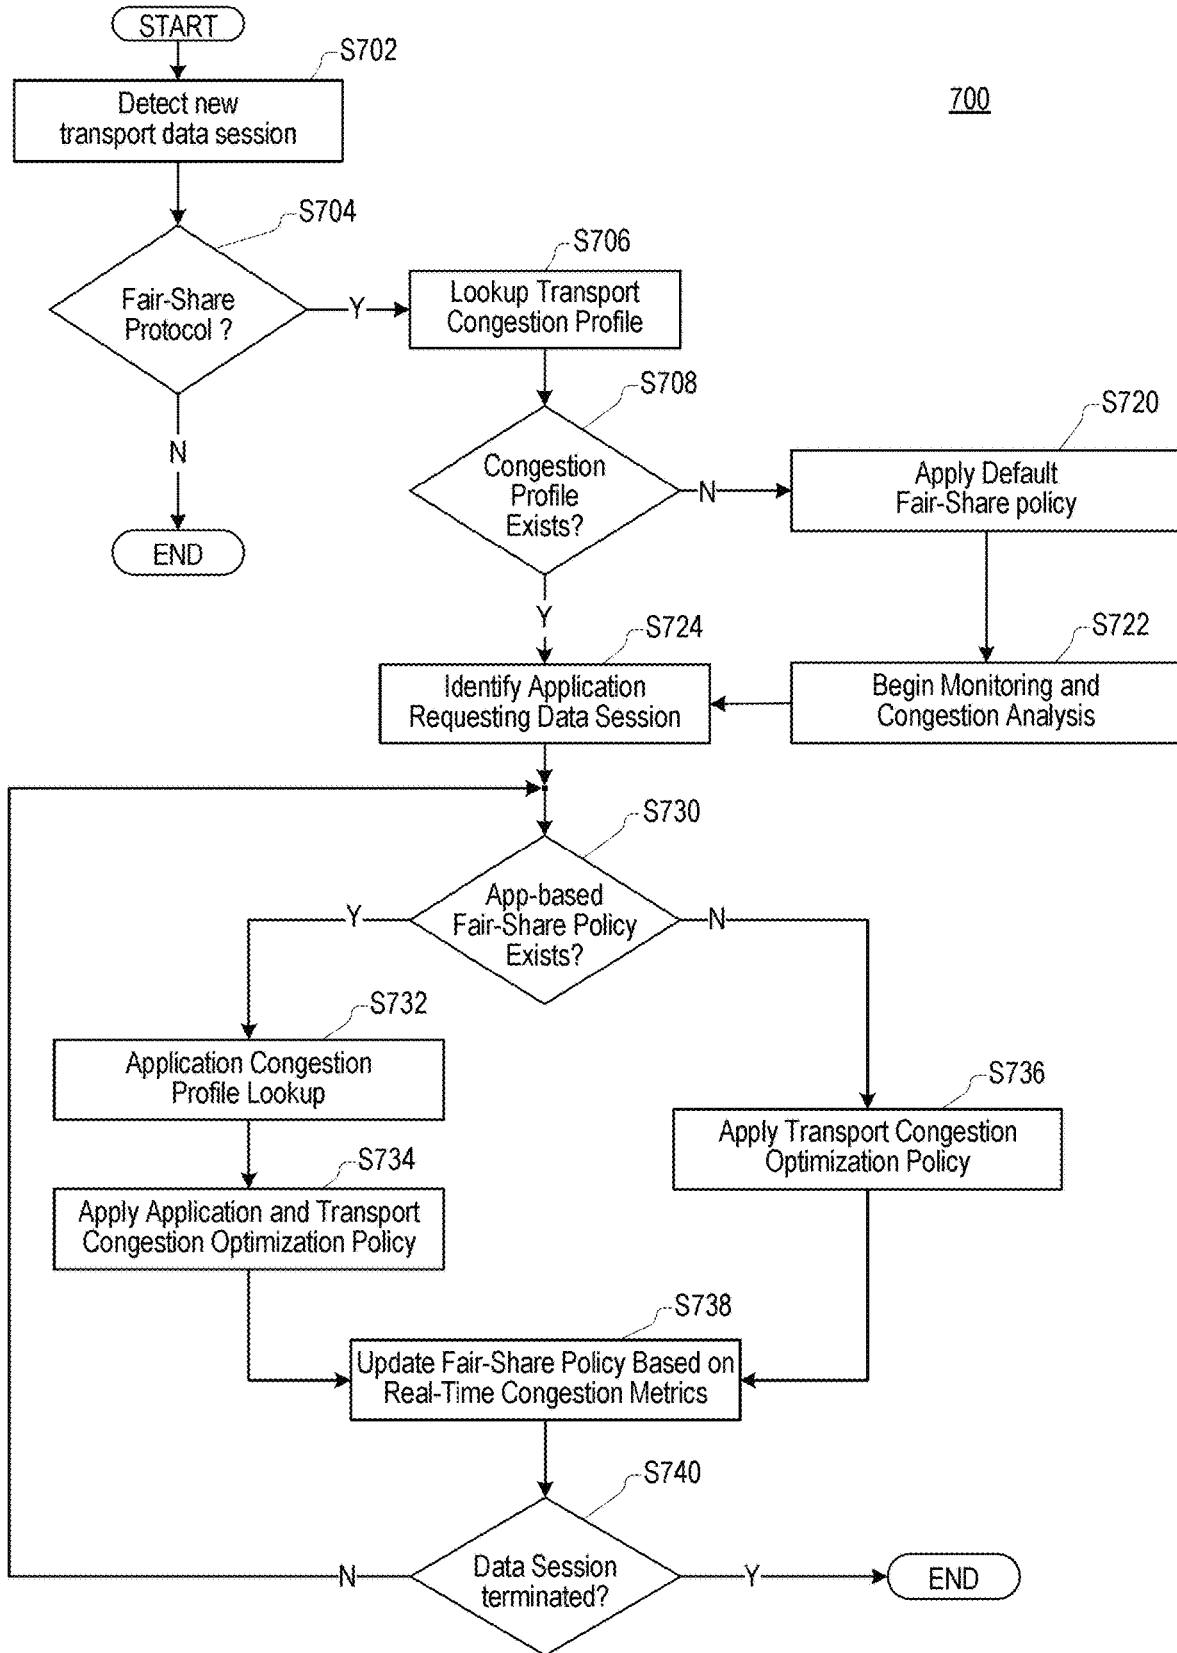 START
S702
Detect new
transport data session
700
S704
Fair-Share
Protocol ?
Y
N
END
S706
Lookup Transport
Congestion Profile
S708
Congestion
Profile
Exists?
N
Y
S720
Apply Default
Fair-Share policy
S722
Begin Monitoring and
Congestion Analysis
S724
Identify Application
Requesting Data Session
S730
App-based
Fair-Share Policy
Exists?
Y
N
S732
Application Congestion
Profile Lookup
S734
Apply Application and Transport
Congestion Optimization Policy
S736
Apply Transport Congestion
Optimization Policy
S738
Update Fair-Share Policy Based on
Real-Time Congestion Metrics
S740
Data Session
terminated?
N
Y
END